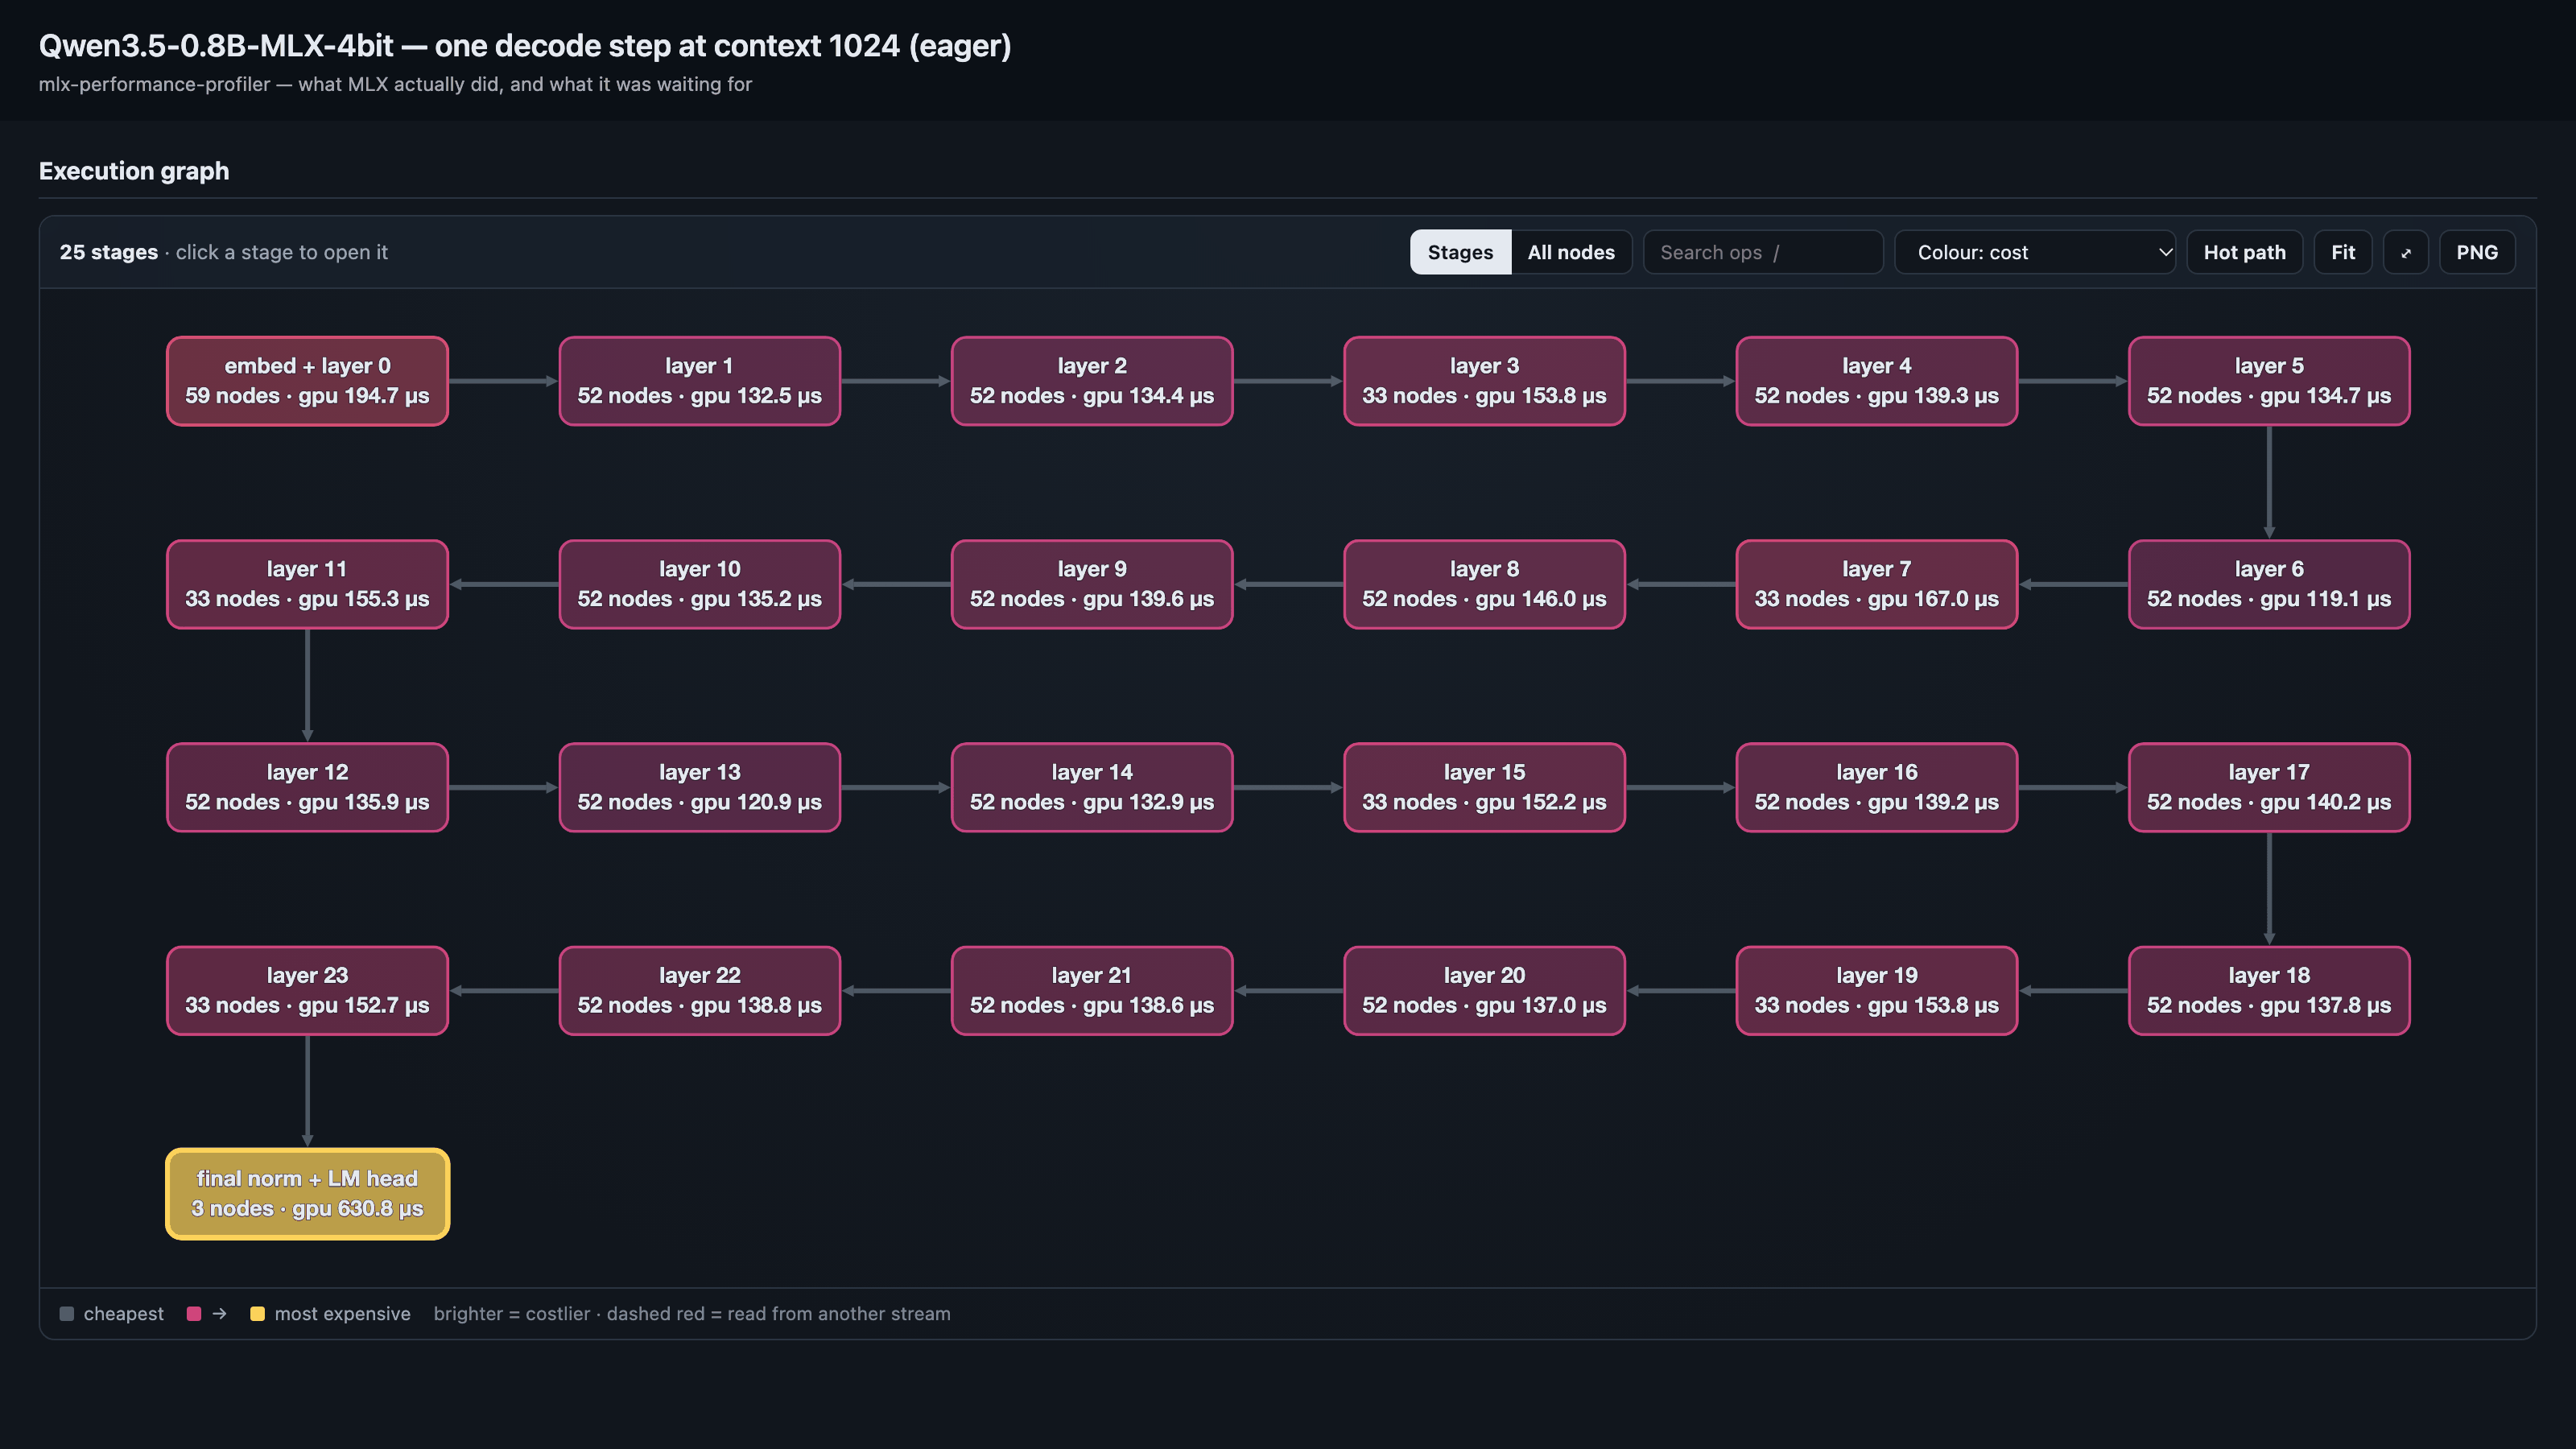 Qwen3.5-0.8B-MLX-4bit — one decode step at context 1024 (eager)
mlx-performance-profiler — what MLX actually did, and what it was waiting for
Execution graph
25 stages · click a stage to open it
Stages
All nodes
Search ops /
Colour: cost
Hot path
Fit
⤢
PNG
embed + layer 0
59 nodes · gpu 194.7 µs
layer 1
52 nodes · gpu 132.5 µs
layer 2
52 nodes · gpu 134.4 µs
layer 3
33 nodes · gpu 153.8 µs
layer 4
52 nodes · gpu 139.3 µs
layer 5
52 nodes · gpu 134.7 µs
layer 11
33 nodes · gpu 155.3 µs
layer 10
52 nodes · gpu 135.2 µs
layer 9
52 nodes · gpu 139.6 µs
layer 8
52 nodes · gpu 146.0 µs
layer 7
33 nodes · gpu 167.0 µs
layer 6
52 nodes · gpu 119.1 µs
layer 12
52 nodes · gpu 135.9 µs
layer 13
52 nodes · gpu 120.9 µs
layer 14
52 nodes · gpu 132.9 µs
layer 15
33 nodes · gpu 152.2 µs
layer 16
52 nodes · gpu 139.2 µs
layer 17
52 nodes · gpu 140.2 µs
layer 23
33 nodes · gpu 152.7 µs
layer 22
52 nodes · gpu 138.8 µs
layer 21
52 nodes · gpu 138.6 µs
layer 20
52 nodes · gpu 137.0 µs
layer 19
33 nodes · gpu 153.8 µs
layer 18
52 nodes · gpu 137.8 µs
final norm + LM head
3 nodes · gpu 630.8 µs
cheapest → most expensive brighter = costlier · dashed red = read from another stream